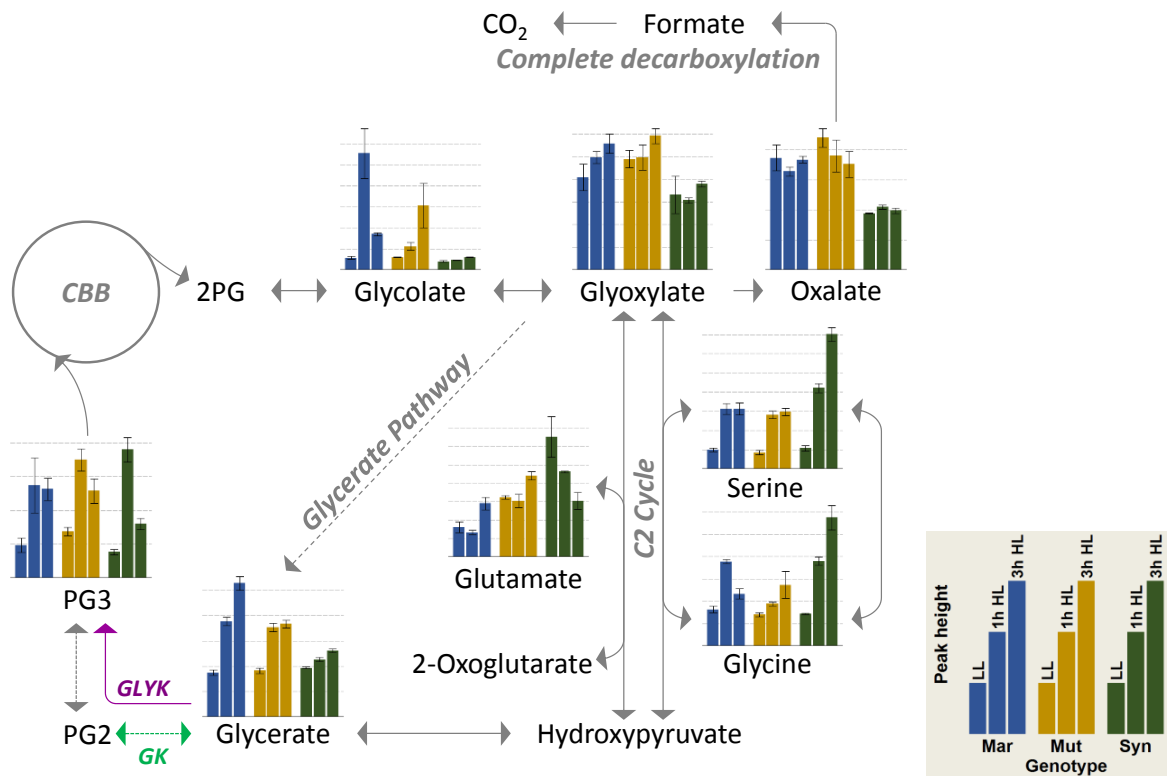 CO2 Formate
Complete decarboxylation
CBB
2PG Glycolate Glyoxylate Oxalate
Glycerate Pathway
C2 Cycle
Serine
Glutamate
PG3
2-Oxoglutarate Glycine
GLYK
PG2 GK Glycerate Hydroxypyruvate
Peak height
LL 1h HL 3h HL LL 1h HL 3h HL LL 1h HL 3h HL
Mar Mut Syn
Genotype